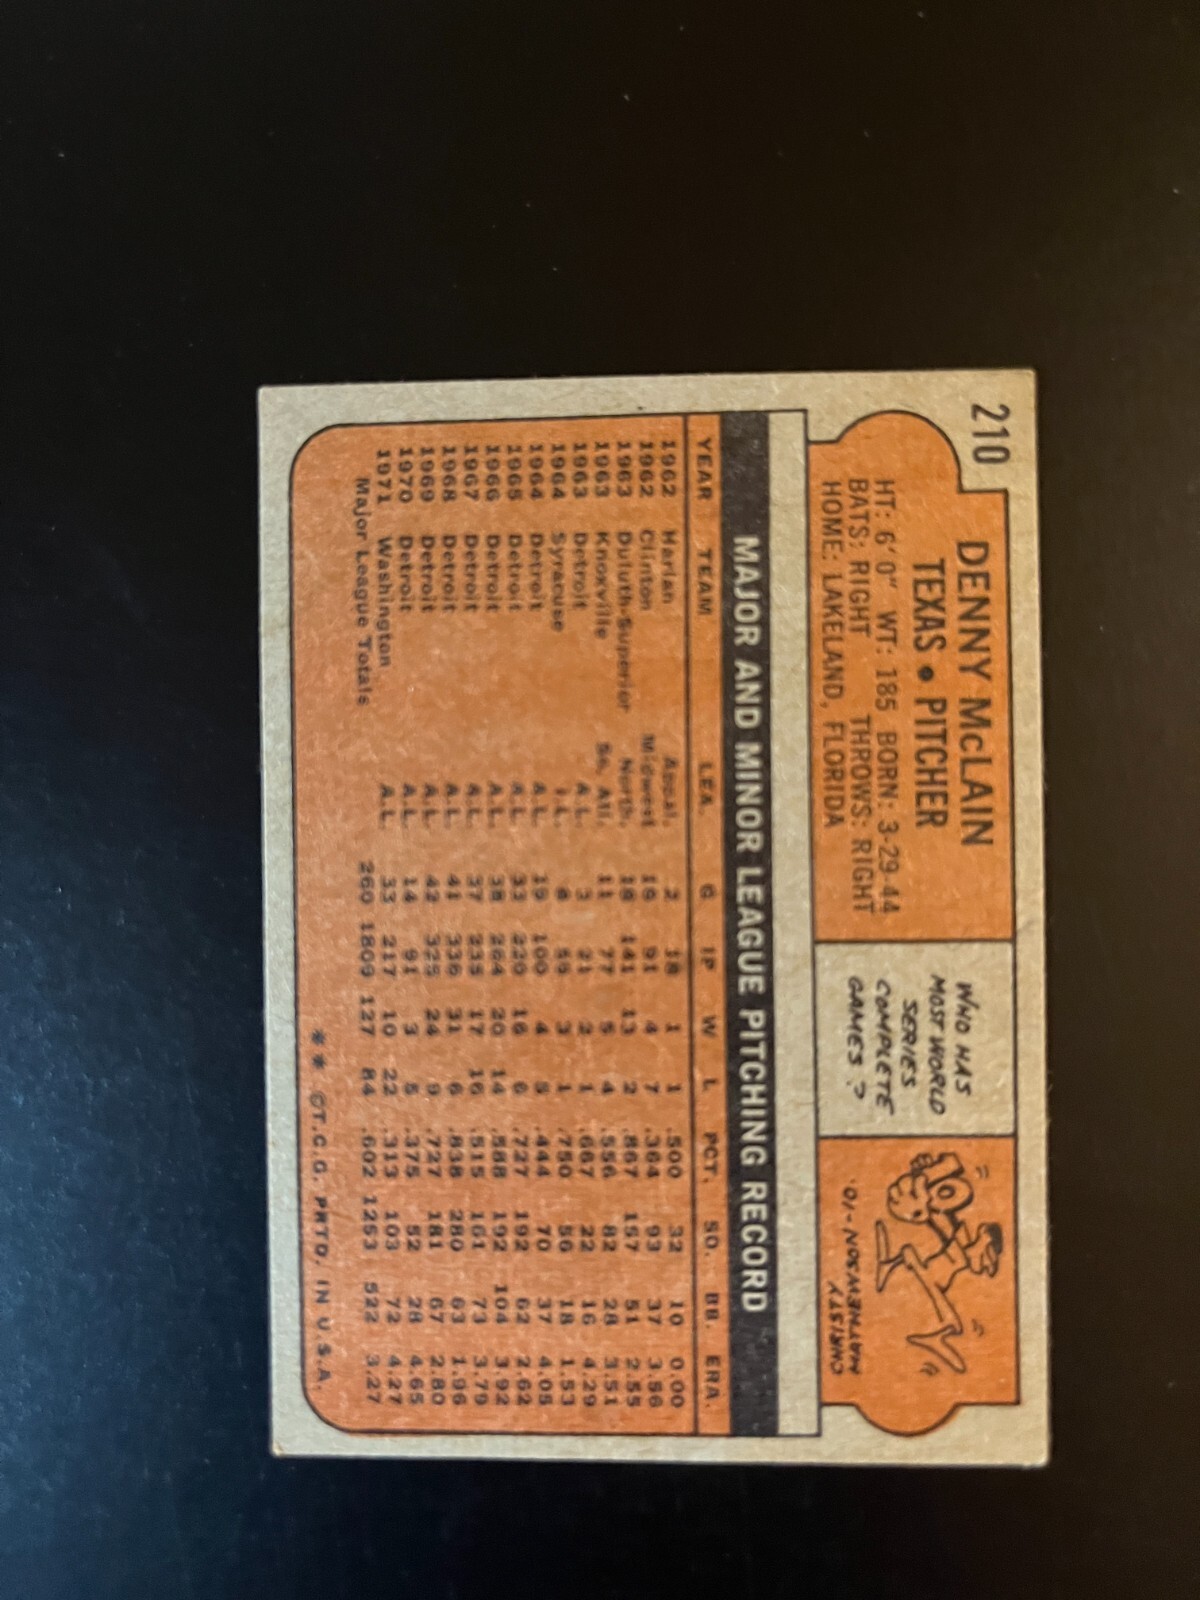 210
DENNY McLAIN
TEXAS • PITCHER
HT: 6'0" WT: 185 BORN: 3-29-44
BATS: RIGHT THROWS: RIGHT
HOME: LAKELAND, FLORIDA
WHO HAS
MOST WORLD
SERIES
COMPLETE
GAMES?
10
CHRISTY
MATHEWSON-10.
MAJOR AND MINOR LEAGUE PITCHING RECORD
YEAR TEAM LEA. G IP W L PCT. SO. BB. ERA.
1962 Harlan Appal. 2 18 1 1 .500 32 10 0.00
1962 Clinton Midwest 19 91 4 7 .364 93 37 3.56
1963 Duluth-Superior North. 18 141 13 2 .867 157 51 2.55
1963 Knoxville So. Atl. 11 77 5 4 .556 82 28 3.51
1963 Detroit A.L. 3 21 2 1 .667 22 16 4.29
1964 Syracuse I.L. 8 56 3 1 .750 56 18 1.53
1964 Detroit A.L. 19 100 4 5 .444 70 37 4.05
1965 Detroit A.L. 33 220 16 6 .727 192 62 2.62
1966 Detroit A.L. 38 264 20 14 .588 192 104 3.92
1967 Detroit A.L. 37 235 17 16 .515 161 73 3.79
1968 Detroit A.L. 41 336 31 6 .838 280 63 1.96
1969 Detroit A.L. 42 325 24 9 .727 181 67 2.80
1970 Detroit A.L. 14 91 3 5 .375 52 28 4.65
1971 Washington A.L. 33 217 10 22 .313 103 72 4.27
Major League Totals 260 1809 127 84 .602 1253 522 3.27
** ©T.C.G. PRTD. IN U.S.A.